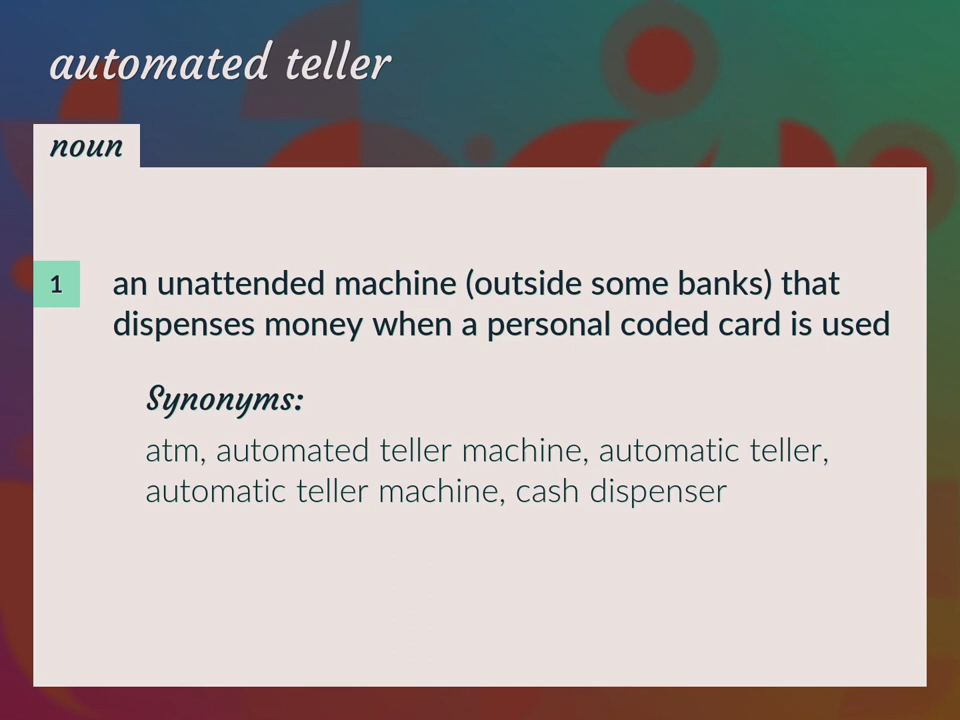 automated teller
noun
1
an unattended machine (outside some banks) that
dispenses money when a personal coded card is used
Synonyms:
atm, automated teller machine, automatic teller,
automatic teller machine, cash dispenser